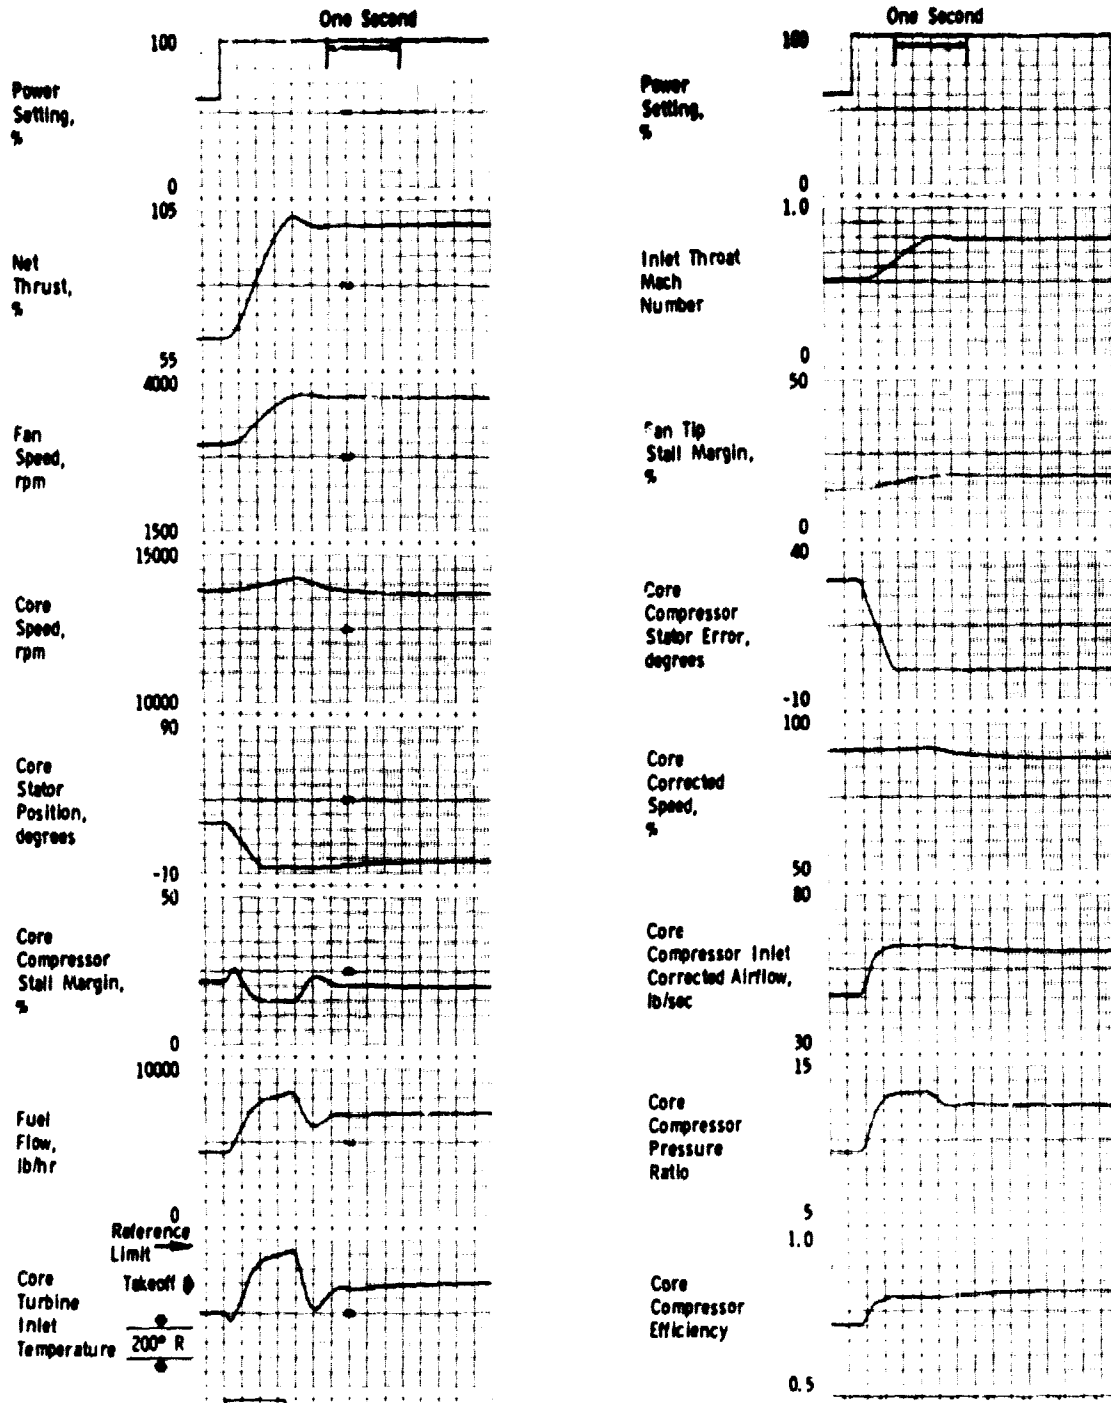 One Second
100
Power
Setting,
%
0
105
Net
Thrust,
%
55
4000
Fan
Speed,
rpm
1500
15000
Core
Speed,
rpm
10000
90
Core
Stator
Position,
degrees
-10
50
Core
Compressor
Stall Margin,
%
0
10000
Fuel
Flow,
lb/hr
0
Reference
Limit
Takeoff
Core
Turbine
Inlet
Temperature
200° R
One Second
100
Power
Setting,
%
0
1.0
Inlet Throat
Mach
Number
0
50
Fan Tip
Stall Margin,
%
0
40
Core
Compressor
Stator Error,
degrees
-10
100
Core
Corrected
Speed,
%
50
80
Core
Compressor Inlet
Corrected Airflow,
lb/sec
30
15
Core
Compressor
Pressure
Ratio
5
1.0
Core
Compressor
Efficiency
0.5